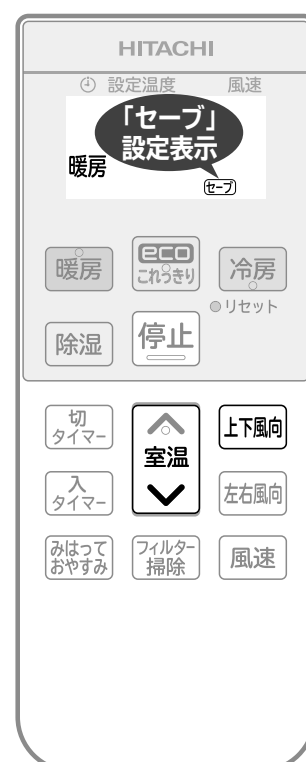 HITACHI
設定温度 風速
「セーブ」
設定表示
暖房
セーブ
暖房
eco
これっきり
冷房
リセット
除湿
停止
切
タイマー
室温
上下風向
入
タイマー
左右風向
みはって
おやすみ
フィルター
掃除
風速